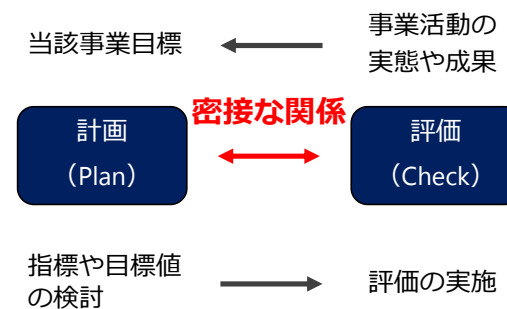 当該事業目標
事業活動の
実態や成果
密接な関係
計画
（Plan）
評価
（Check）
指標や目標値
の検討
評価の実施